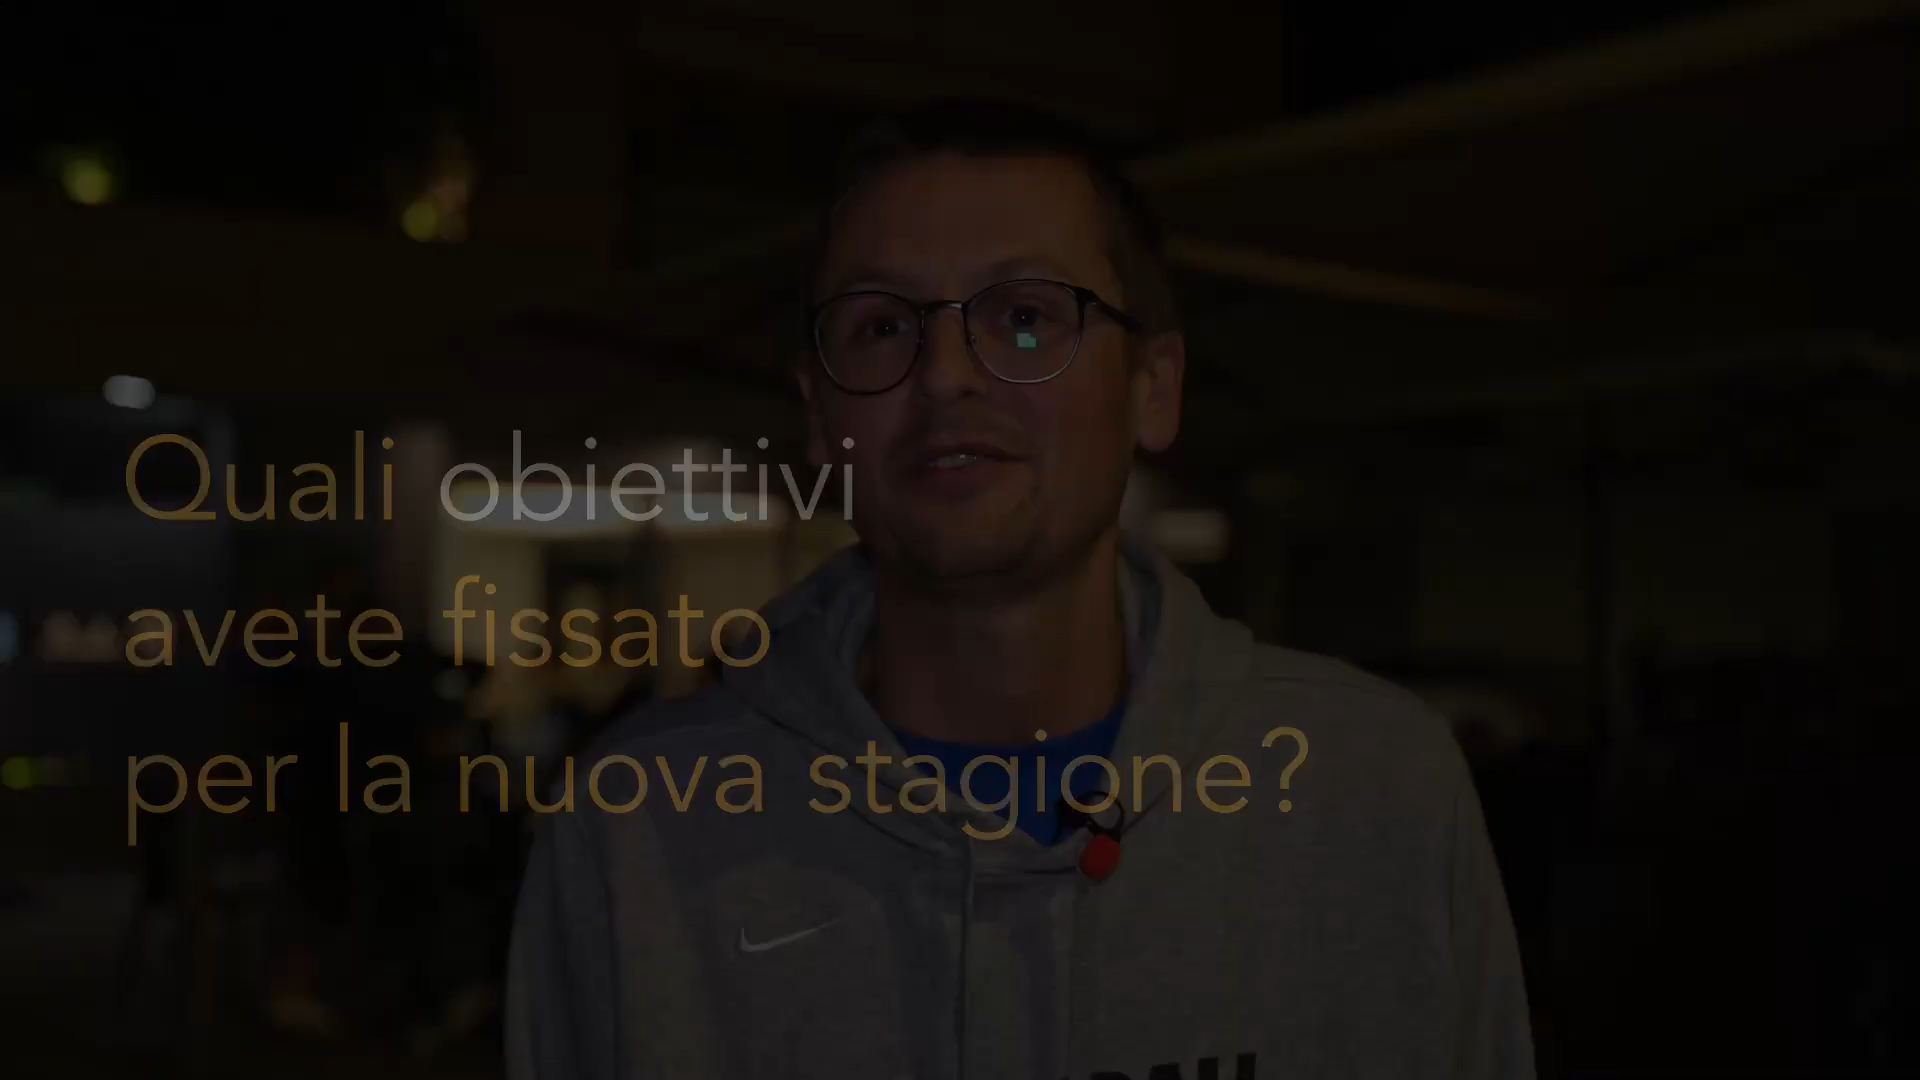 Quali obiettivi
avete fissato
per la nuova stagione?